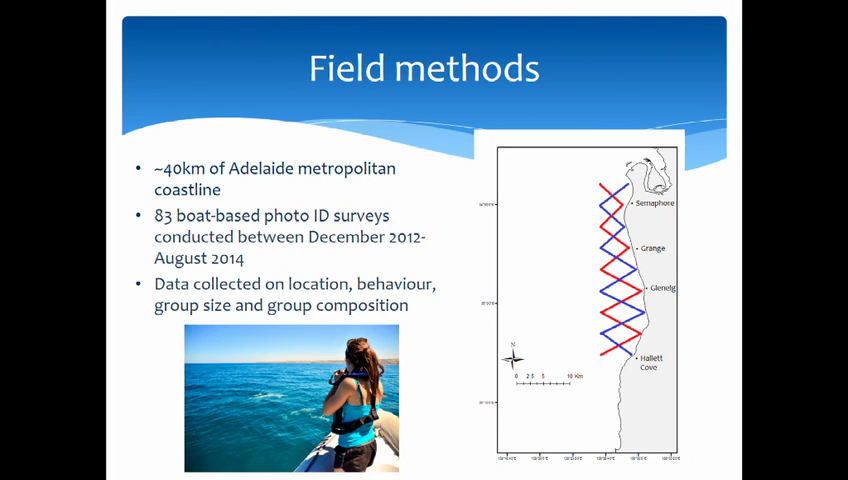 Field methods
• ~40km of Adelaide metropolitan
coastline
• 83 boat-based photo ID surveys
conducted between December 2012-
August 2014
• Data collected on location, behaviour,
group size and group composition
Semaphore
Grange
Glenelg
Hallett
Cove
N
0 2.5 5 10 Km